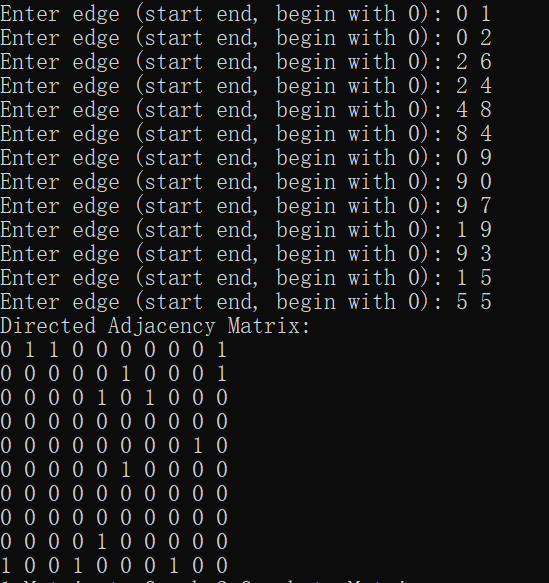 Enter edge (start end, begin with 0): 0 1
Enter edge (start end, begin with 0): 0 2
Enter edge (start end, begin with 0): 2 6
Enter edge (start end, begin with 0): 2 4
Enter edge (start end, begin with 0): 4 8
Enter edge (start end, begin with 0): 8 4
Enter edge (start end, begin with 0): 0 9
Enter edge (start end, begin with 0): 9 0
Enter edge (start end, begin with 0): 9 7
Enter edge (start end, begin with 0): 1 9
Enter edge (start end, begin with 0): 9 3
Enter edge (start end, begin with 0): 1 5
Enter edge (start end, begin with 0): 5 5
Directed Adjacency Matrix:
0 1 1 0 0 0 0 0 0 1
0 0 0 0 0 1 0 0 0 1
0 0 0 0 1 0 1 0 0 0
0 0 0 0 0 0 0 0 0 0
0 0 0 0 0 0 0 0 1 0
0 0 0 0 0 1 0 0 0 0
0 0 0 0 0 0 0 0 0 0
0 0 0 0 0 0 0 0 0 0
0 0 0 0 1 0 0 0 0 0
1 0 0 1 0 0 0 1 0 0